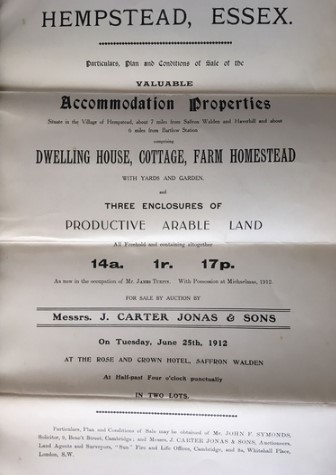 HEMPSTEAD, ESSEX.
Particulars, Plan and Conditions of Sale of the
VALUABLE
Accommodation Properties
Situate in the Village of Hempstead, about 7 miles from Saffron Walden and Haverhill and about
6 miles from Bartlow Station
comprising
DWELLING HOUSE, COTTAGE, FARM HOMESTEAD
WITH YARDS AND GARDEN,
and
THREE ENCLOSURES OF
PRODUCTIVE ARABLE LAND
All Freehold and containing altogether
14a. 1r. 17p.
As now in the occupation of Mr. James Turner. With Possession at Michaelmas, 1912.
FOR SALE BY AUCTION BY
Messrs. J. CARTER JONAS & SONS
On Tuesday, June 25th, 1912
AT THE ROSE AND CROWN HOTEL, SAFFRON WALDEN
At Half-past Four o'clock punctually
IN TWO LOTS.
Particulars, Plan and Conditions of Sale may be obtained of Mr. JOHN F. SYMONDS,
Solicitor, 8, Bene't Street, Cambridge; and Messrs. J. CARTER JONAS & SONS, Auctioneers,
Land Agents and Surveyors, "Sun" Fire and Life Offices, Cambridge, and 8a, Whitehall Place,
London, S.W.